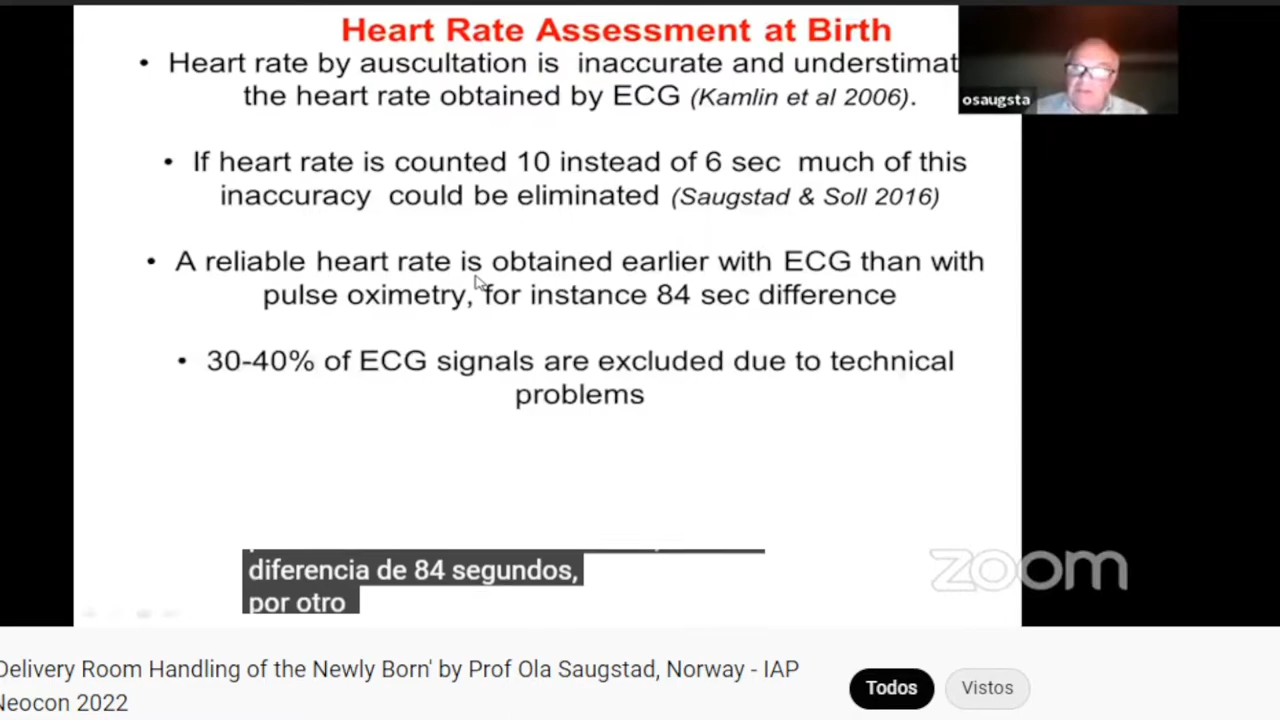 Heart Rate Assessment at Birth
• Heart rate by auscultation is inaccurate and understimat
the heart rate obtained by ECG (Kamlin et al 2006).
osaugsta
• If heart rate is counted 10 instead of 6 sec much of this
inaccuracy could be eliminated (Saugstad & Soll 2016)
• A reliable heart rate is obtained earlier with ECG than with
pulse oximetry, for instance 84 sec difference
• 30-40% of ECG signals are excluded due to technical
problems
diferencia de 84 segundos,
por otro
zoom
Delivery Room Handling of the Newly Born' by Prof Ola Saugstad, Norway - IAP
Neocon 2022
Todos
Vistos